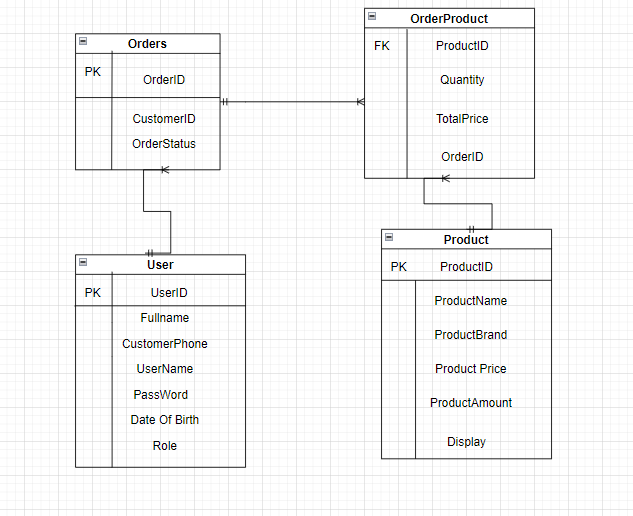 Orders
PK OrderID
CustomerID
OrderStatus
OrderProduct
FK ProductID
Quantity
TotalPrice
OrderID
User
PK UserID
Fullname
CustomerPhone
UserName
PassWord
Date Of Birth
Role
Product
PK ProductID
ProductName
ProductBrand
Product Price
ProductAmount
Display